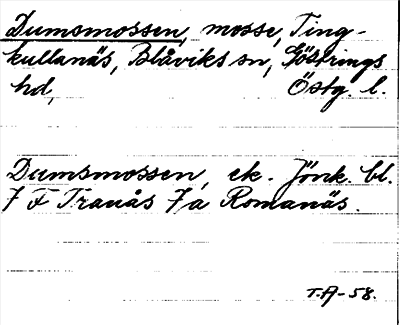 Dumsmossen, mosse, Ting-
kullanäs, Blåviks sn, Göstrings
hd, Östg. l.
Dumsmossen, ek. Jönk. bl.
7 F Tranås 7 a Romanäs.
T.A-58.